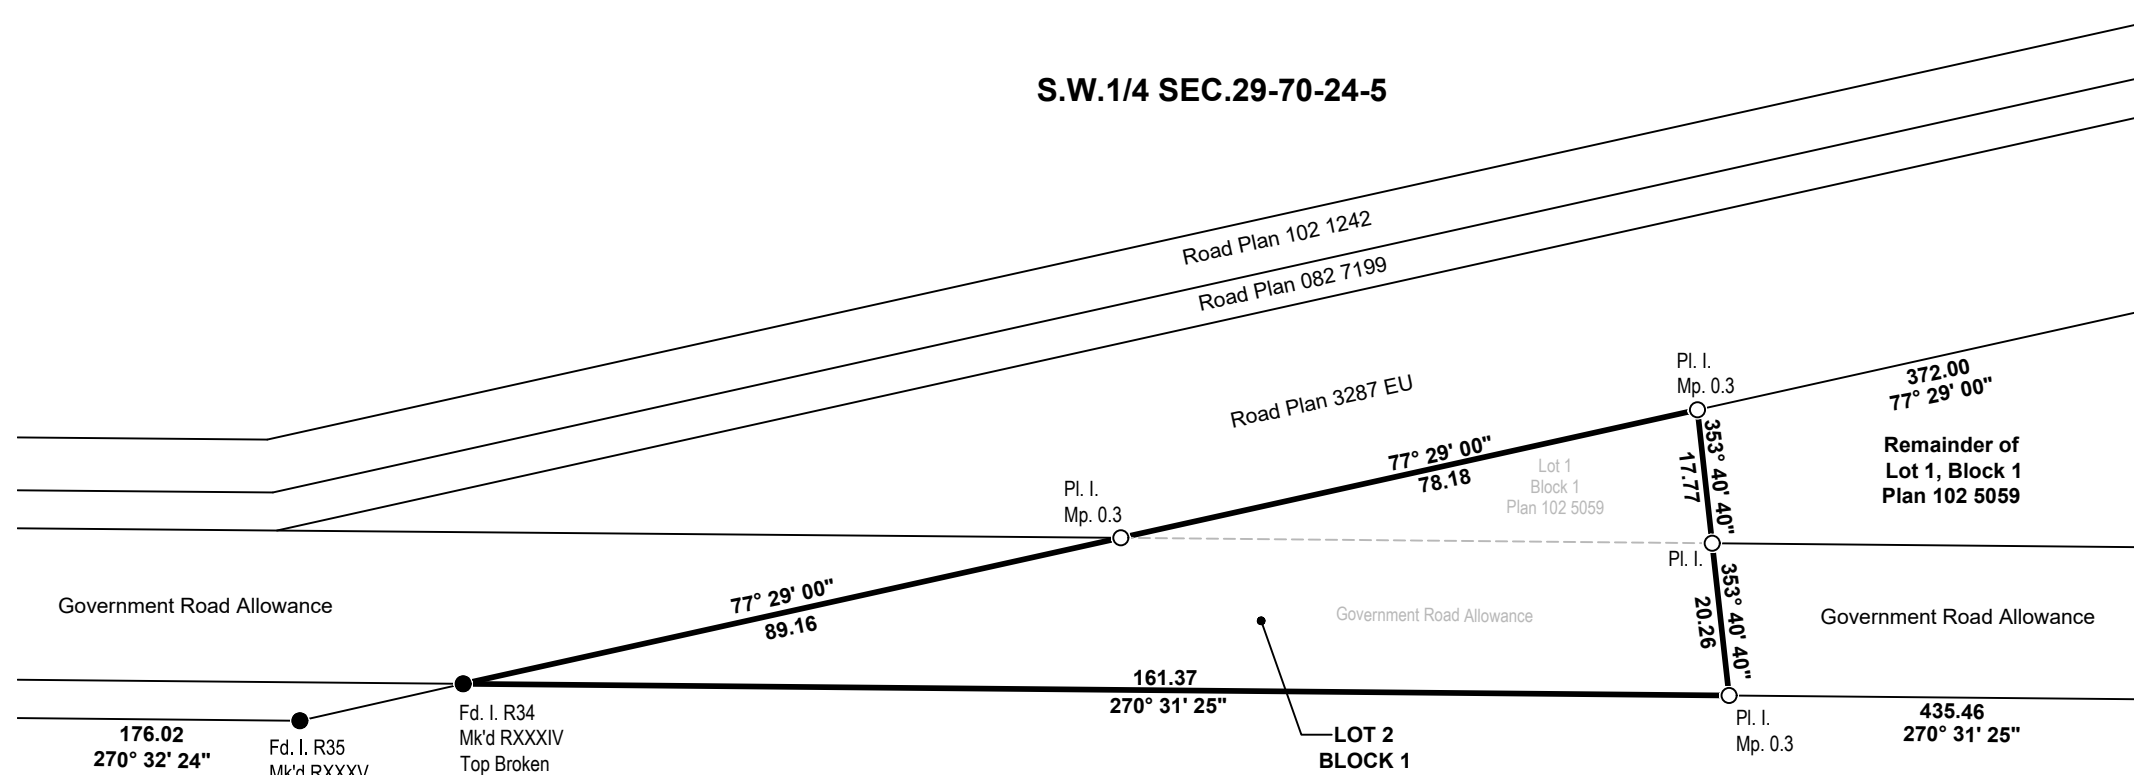 S.W.1/4 SEC.29-70-24-5
Road Plan 102 1242
Road Plan 082 7199
Road Plan 3287 EU
Pl. I.
Mp. 0.3
372.00
77° 29' 00"
Remainder of
Lot 1, Block 1
Plan 102 5059
77° 29' 00"
78.18
Lot 1
Block 1
Plan 102 5059
353° 40' 40"
17.77
Pl. I.
Mp. 0.3
Pl. I.
77° 29' 00"
89.16
353° 40' 40"
20.26
Government Road Allowance
Government Road Allowance
Government Road Allowance
161.37
270° 31' 25"
LOT 2
BLOCK 1
Pl. I.
Mp. 0.3
435.46
270° 31' 25"
Fd. I. R34
Mk'd RXXXIV
Top Broken
176.02
270° 32' 24"
Fd. I. R35
Mk'd RXXXV